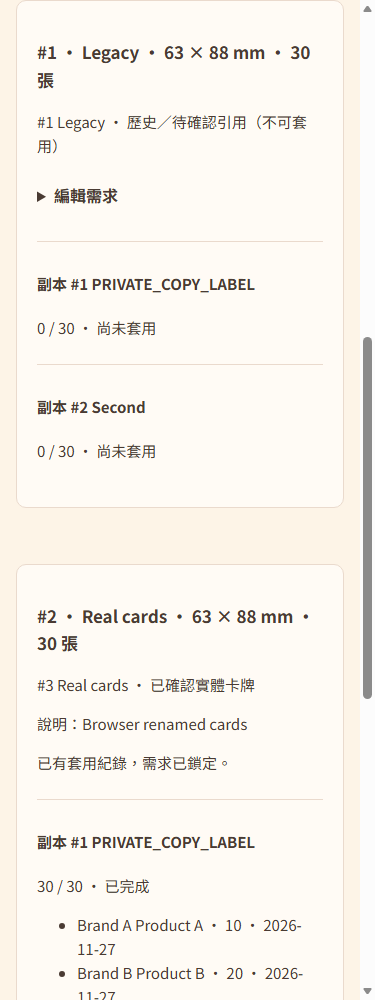 #1 • Legacy • 63 × 88 mm • 30
張
#1 Legacy • 歷史／待確認引用（不可套
用）
▶ 編輯需求
副本 #1 PRIVATE_COPY_LABEL
0 / 30 • 尚未套用
副本 #2 Second
0 / 30 • 尚未套用
#2 • Real cards • 63 × 88 mm •
30 張
#3 Real cards • 已確認實體卡牌
說明：Browser renamed cards
已有套用紀錄，需求已鎖定。
副本 #1 PRIVATE_COPY_LABEL
30 / 30 • 已完成
• Brand A Product A • 10 • 2026-
11-27
• Brand B Product B • 20 • 2026-
11-27